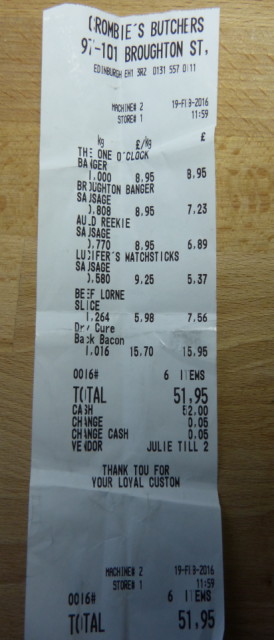 CROMBIE'S BUTCHERS
97-101 BROUGHTON ST,
EDINBURGH EH1 3RZ 0131 557 0111
MACHINE# 2 19-FEB-2016
STORE# 1 11:59
£
kg £/kg
THE ONE O'CLOCK
BANGER
1.000 8.95 8.95
BROUGHTON BANGER
SAUSAGE
0.808 8.95 7.23
AULD REEKIE
SAUSAGE
0.770 8.95 6.89
LUCIFER'S MATCHSTICKS
SAUSAGE
0.580 9.25 5.37
BEEF LORNE
SLICE
1.264 5.98 7.56
Dry Cure
Back Bacon
1.016 15.70 15.95
0016# 6 ITEMS
TOTAL 51,95
CASH 52.00
CHANGE 0.05
CHANGE CASH 0.05
VENDOR JULIE TILL 2
THANK YOU FOR
YOUR LOYAL CUSTOM
MACHINE# 2 19-FEB-2016
STORE# 1 11:59
0016# 6 ITEMS
TOTAL 51,95